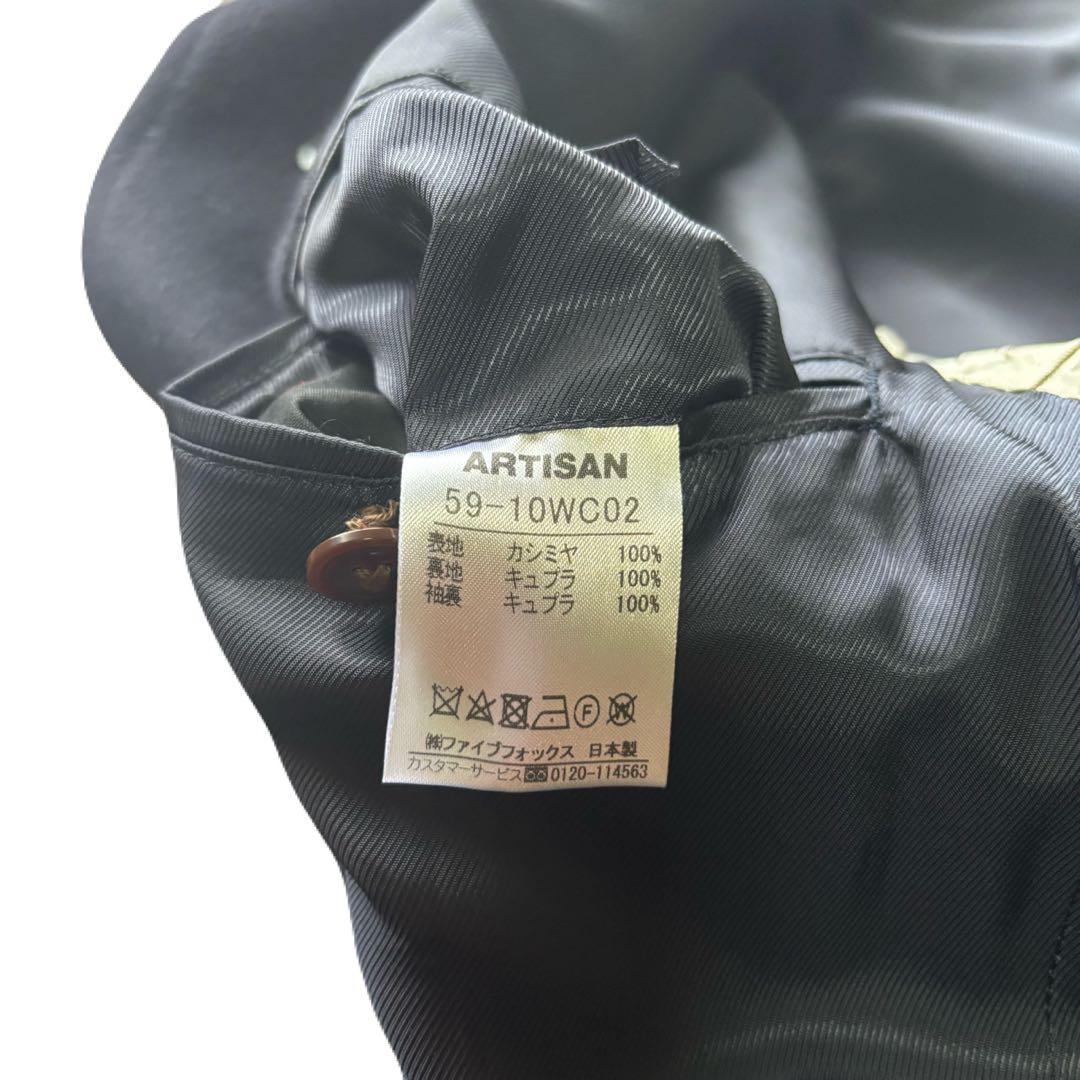 ARTISAN
59-10WC02
表地 カシミヤ 100%
裏地 キュプラ 100%
袖裏 キュプラ 100%
F W
㈱ファイブフォックス 日本製
カスタマーサービス 0120-114563